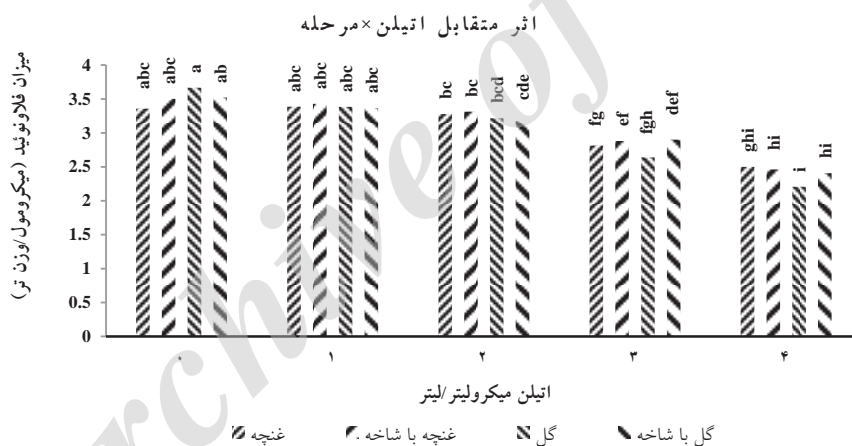 اثر متقابل اتیلن×مرحله
میزان فلاونوئید (میکرومول/وزن تر)
4
3.5
3
2.5
2
1.5
1
0.5
0
abc abc a ab
abc abc abc abc
bc bc bcd cde
fg ef fgh def
ghi hi i hi
۰ ۱ ۲ ۳ ۴
اتیلن میکرولیتر/لیتر
غنچه غنچه با شاخه گل گل با شاخه